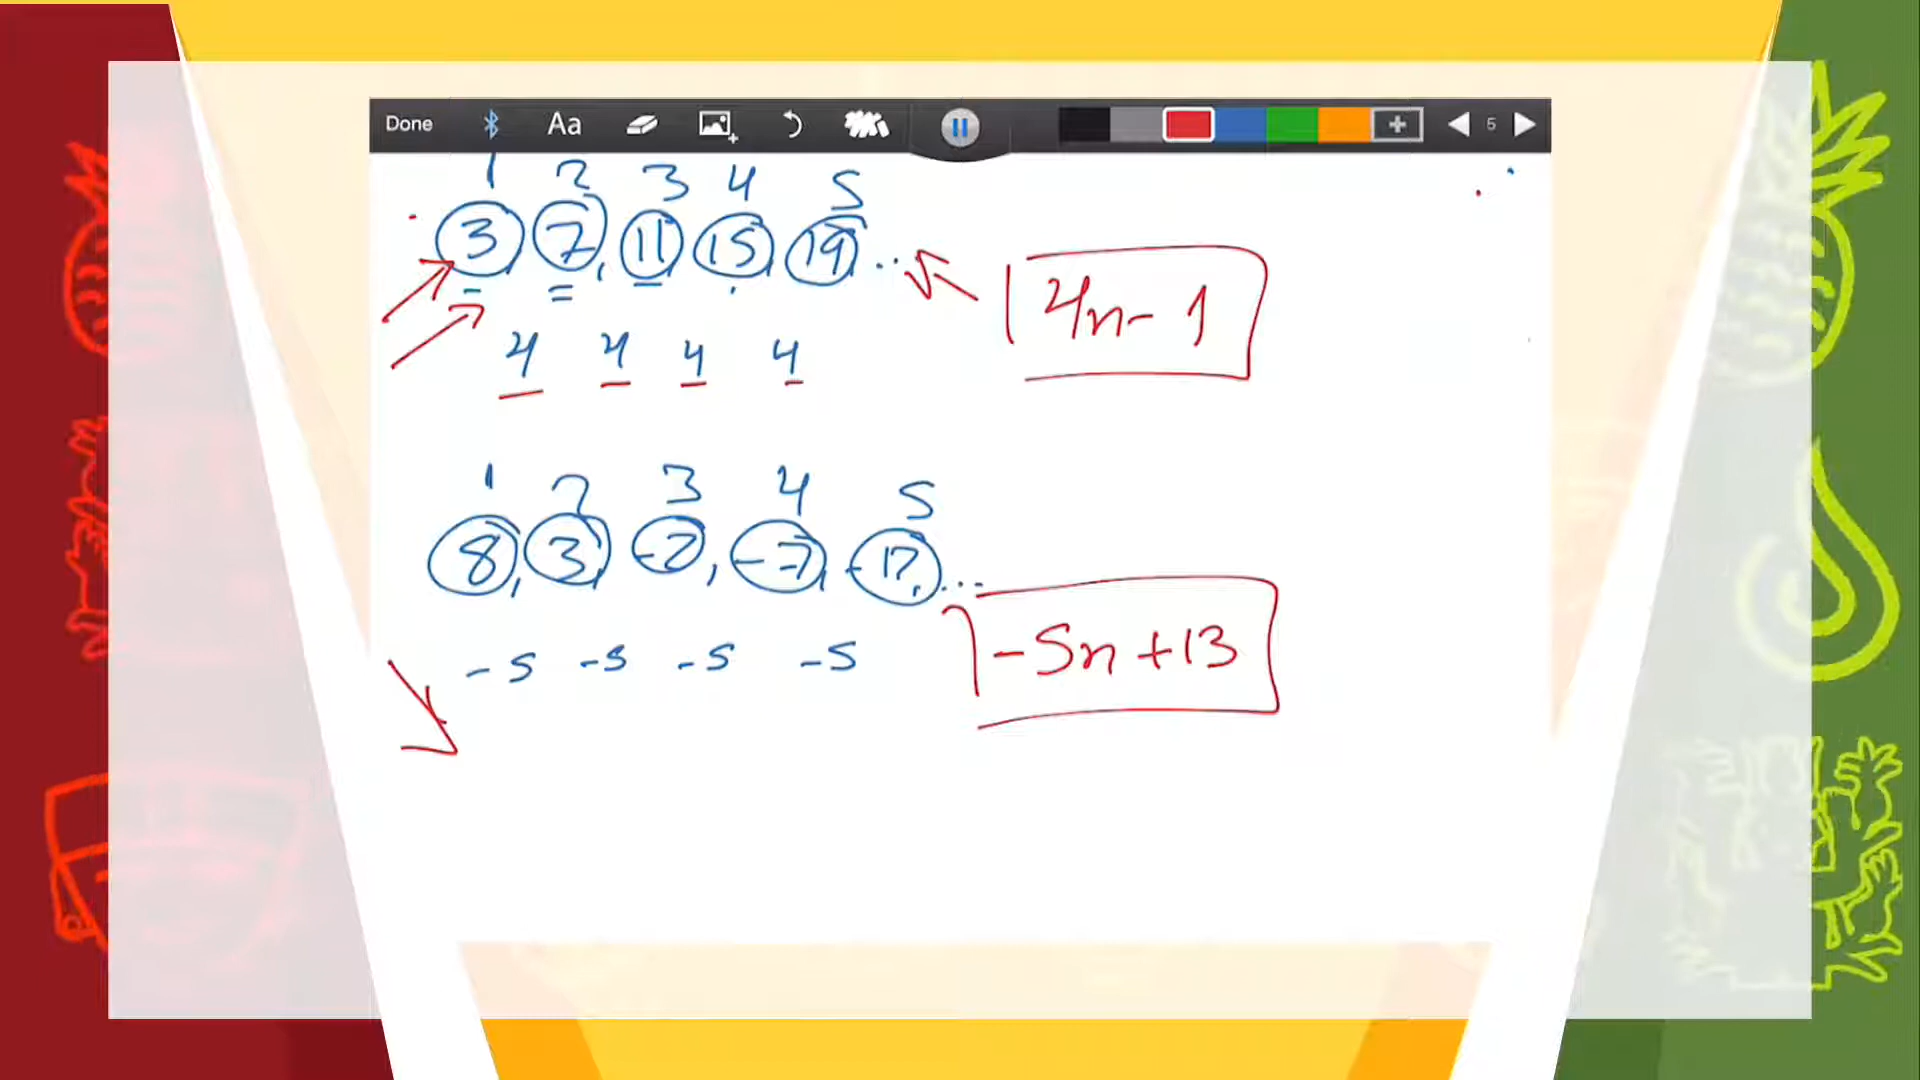 Done Aa 5
1 2 3 4 5
3, 7, 11, 15, 19, ...
4n - 1
4 4 4 4
1 2 3 4 5
8, 3, -2, -7, -17, ...
-5 -5 -5 -5
-5n + 13